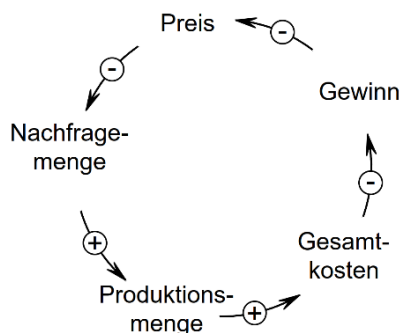 Preis
-
-
Gewinn
Nachfrage-
menge
-
+
Gesamt-
kosten
Produktions-
menge
+